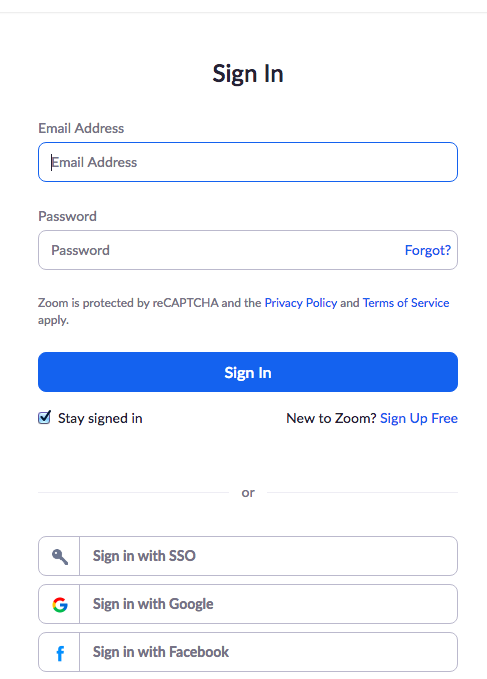 Sign In
Email Address
Email Address
Password
Password Forgot?
Zoom is protected by reCAPTCHA and the Privacy Policy and Terms of Service
apply.
Sign In
Stay signed in New to Zoom? Sign Up Free
or
Sign in with SSO
Sign in with Google
Sign in with Facebook